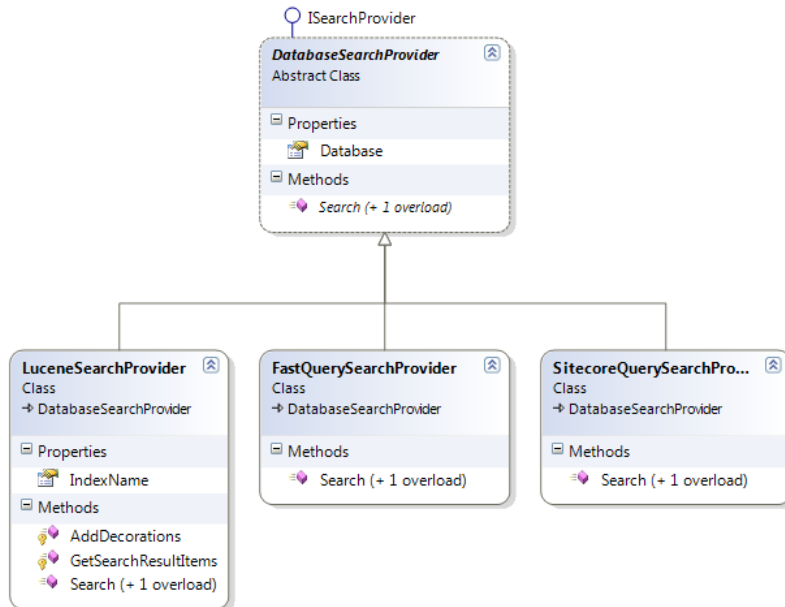 ISearchProvider
DatabaseSearchProvider
Abstract Class
Properties
Database
Methods
Search (+ 1 overload)
LuceneSearchProvider
Class
DatabaseSearchProvider
Properties
IndexName
Methods
AddDecorations
GetSearchResultItems
Search (+ 1 overload)
FastQuerySearchProvider
Class
DatabaseSearchProvider
Methods
Search (+ 1 overload)
SitecoreQuerySearchPro...
Class
DatabaseSearchProvider
Methods
Search (+ 1 overload)